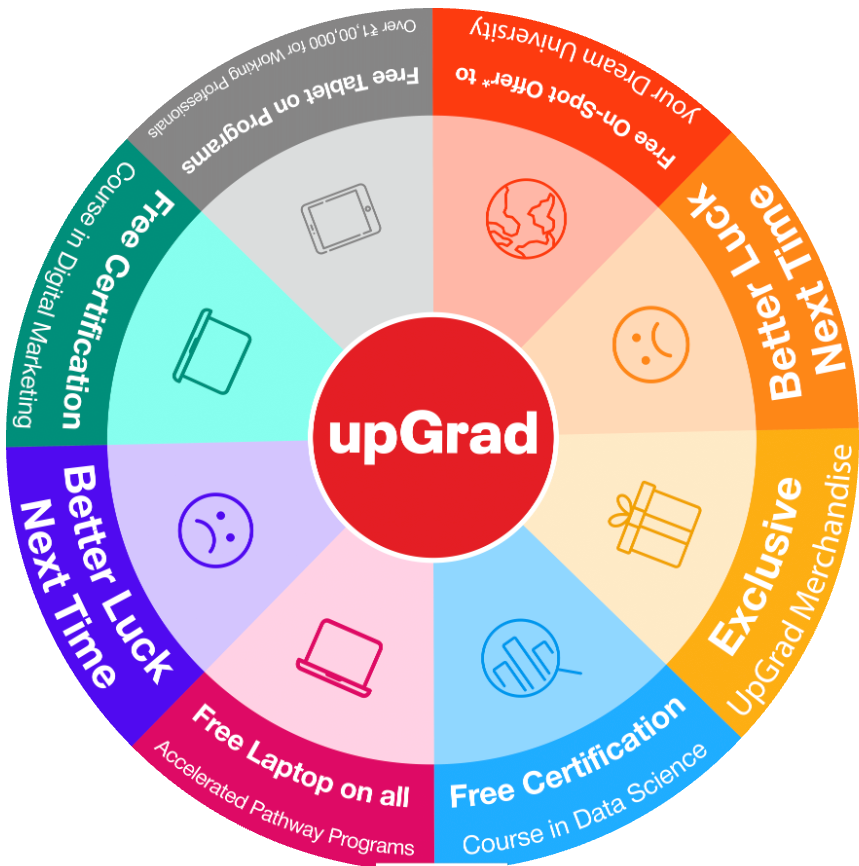 Free On-Spot Offer* to
your Dream University
Better Luck
Next Time
Exclusive
UpGrad Merchandise
Free Certification
Course in Data Science
Free Laptop on all
Accelerated Pathway Programs
Better Luck
Next Time
Free Certification
Course in Digital Marketing
Free Tablet on Programs
Over ₹1,00,000 for Working Professionals
upGrad